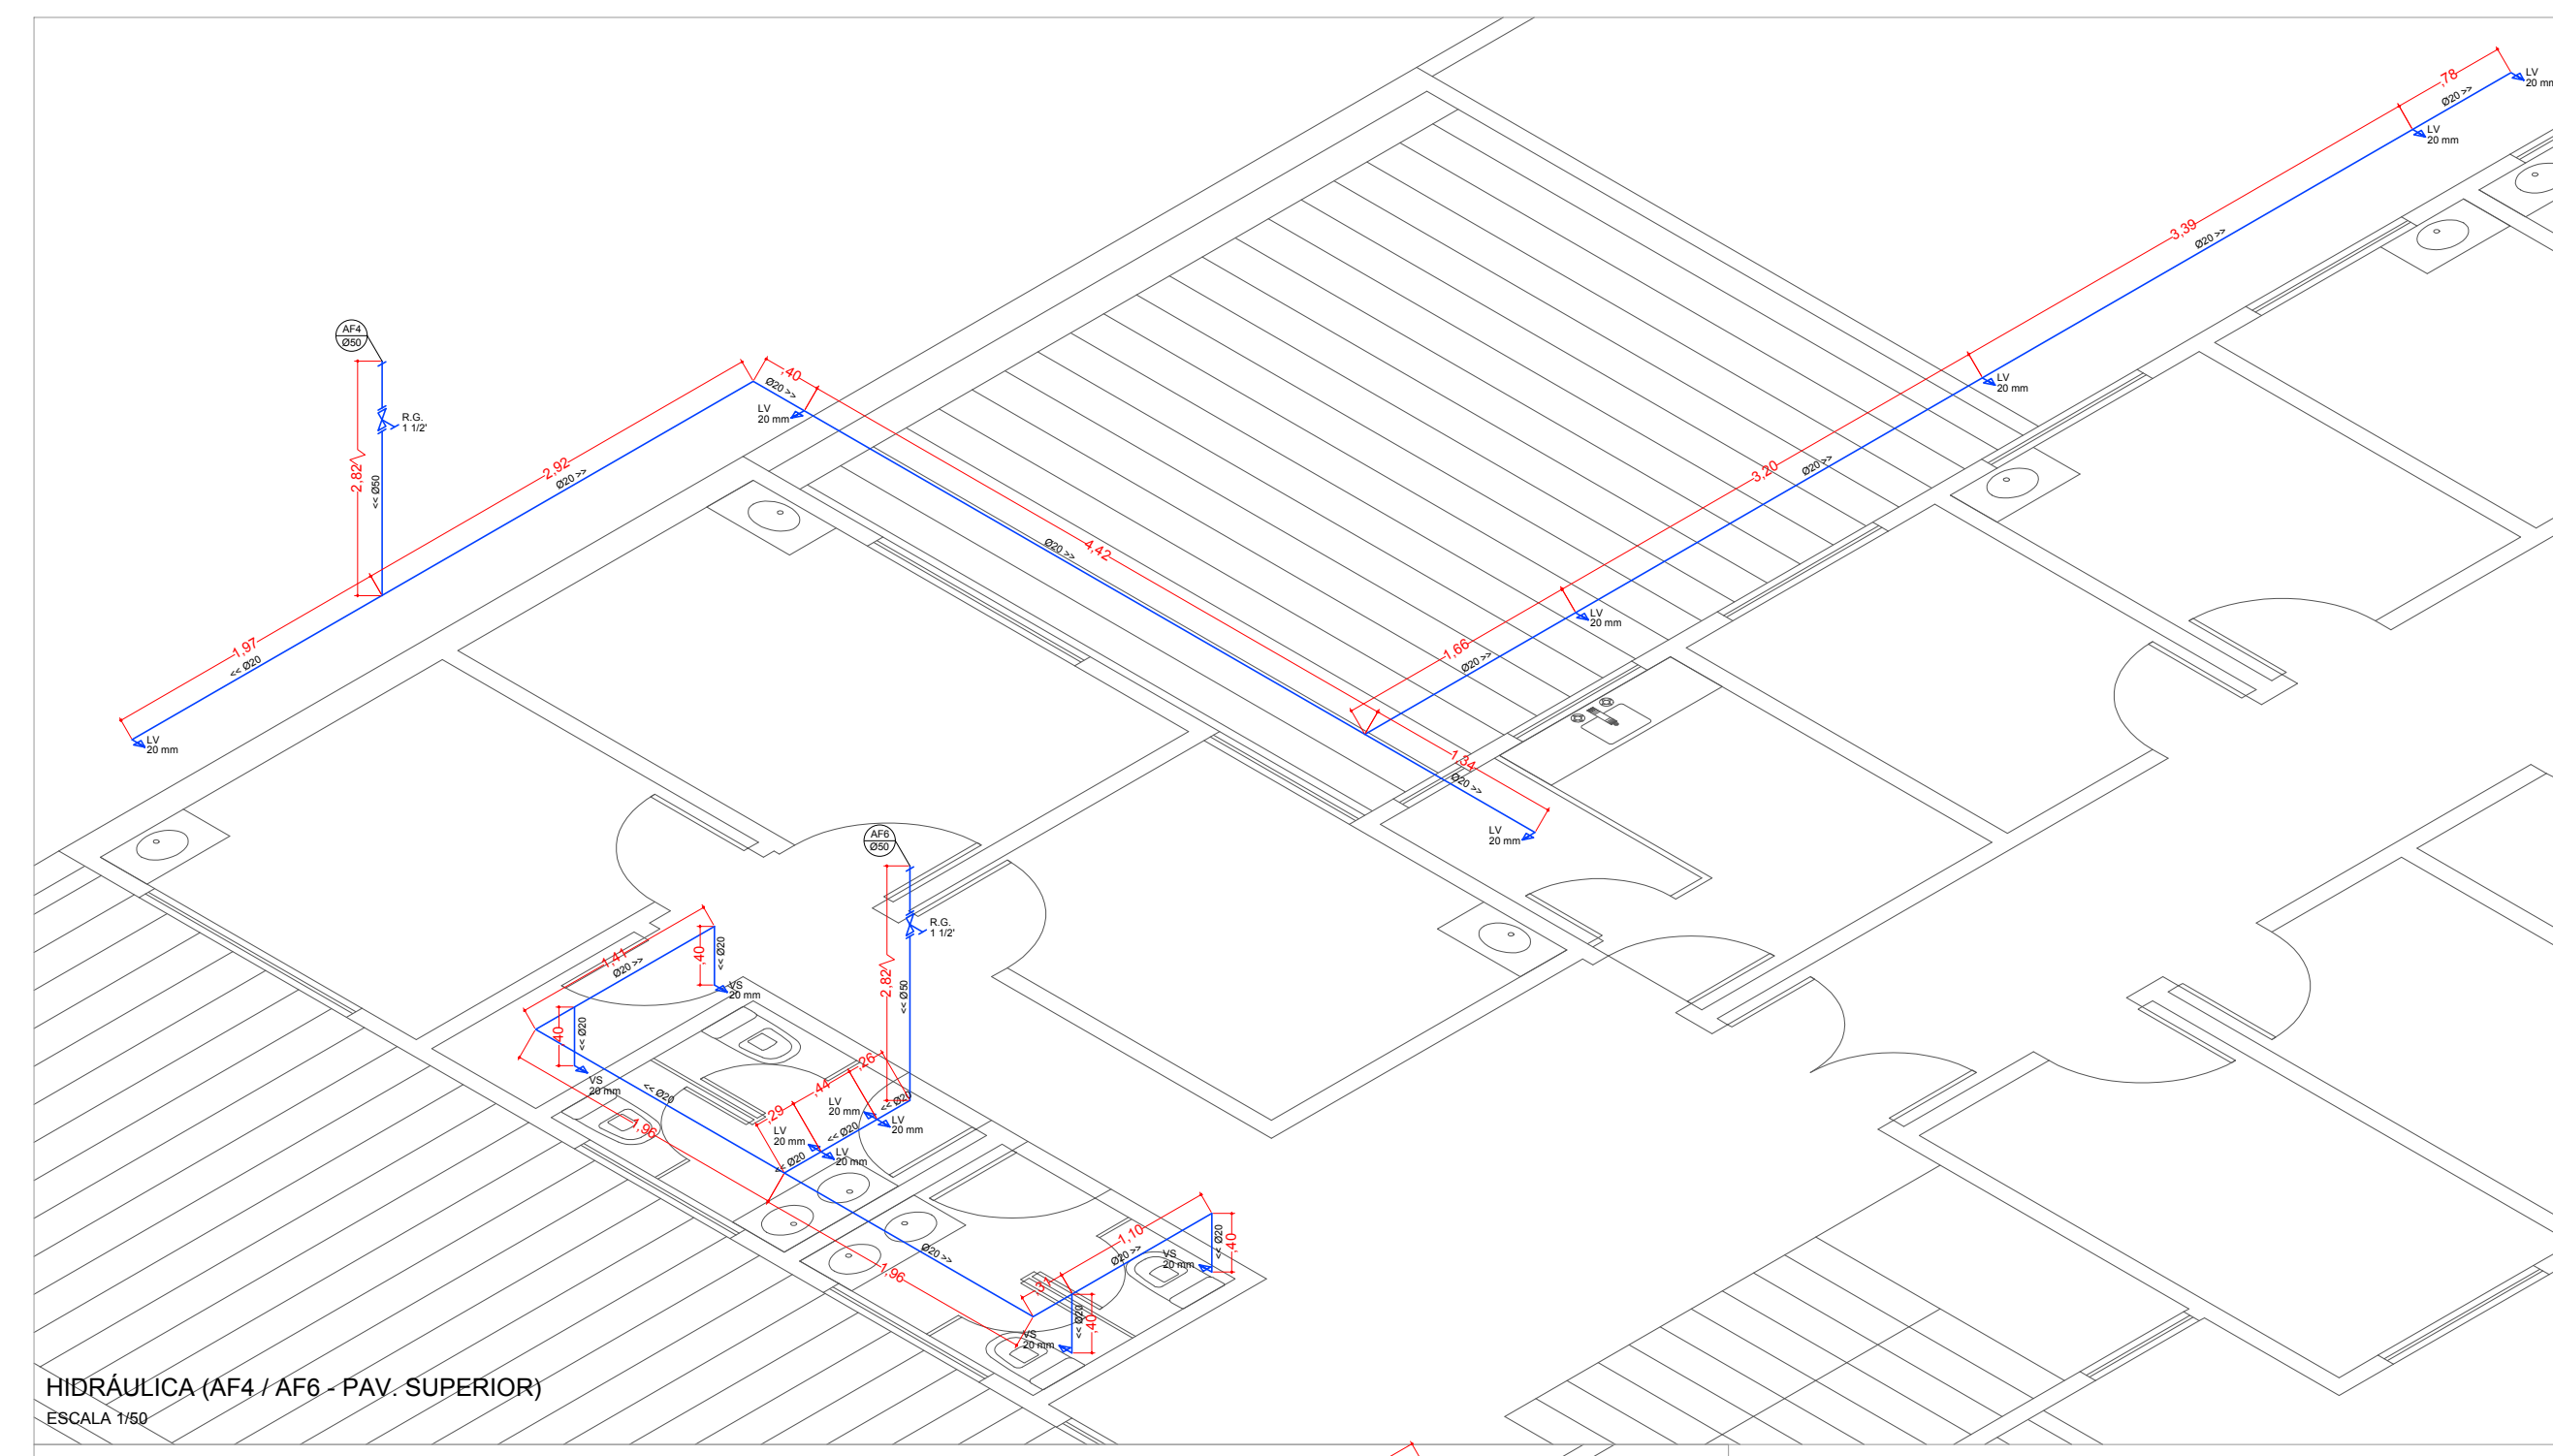 ,78
LV
20 mm
Ø20 >>
LV
20 mm
3,39
Ø20 >>
AF4
Ø50
R.G.
1 1/2'
2,82
<< Ø50
2,92
Ø20 >>
,40
Ø20 >>
LV
20 mm
LV
20 mm
3,20
Ø20 >>
4,42
Ø20 >>
LV
20 mm
1,97
<< Ø20
LV
20 mm
1,66
Ø20 >>
1,34
Ø20 >>
LV
20 mm
AF6
Ø50
R.G.
1 1/2'
2,82
<< Ø50
1,41
Ø20 >>
,40
<< Ø20
VS
20 mm
,40
<< Ø20
VS
20 mm
<< Ø20
1,96
,26
<< Ø20
,44
<< Ø20
,29
<< Ø20
LV
20 mm
LV
20 mm
LV
20 mm
LV
20 mm
Ø20 >>
1,96
1,10
Ø20 >>
,40
<< Ø20
VS
20 mm
,31
,40
<< Ø20
VS
20 mm
HIDRÁULICA (AF4 / AF6 - PAV. SUPERIOR)
ESCALA 1/50